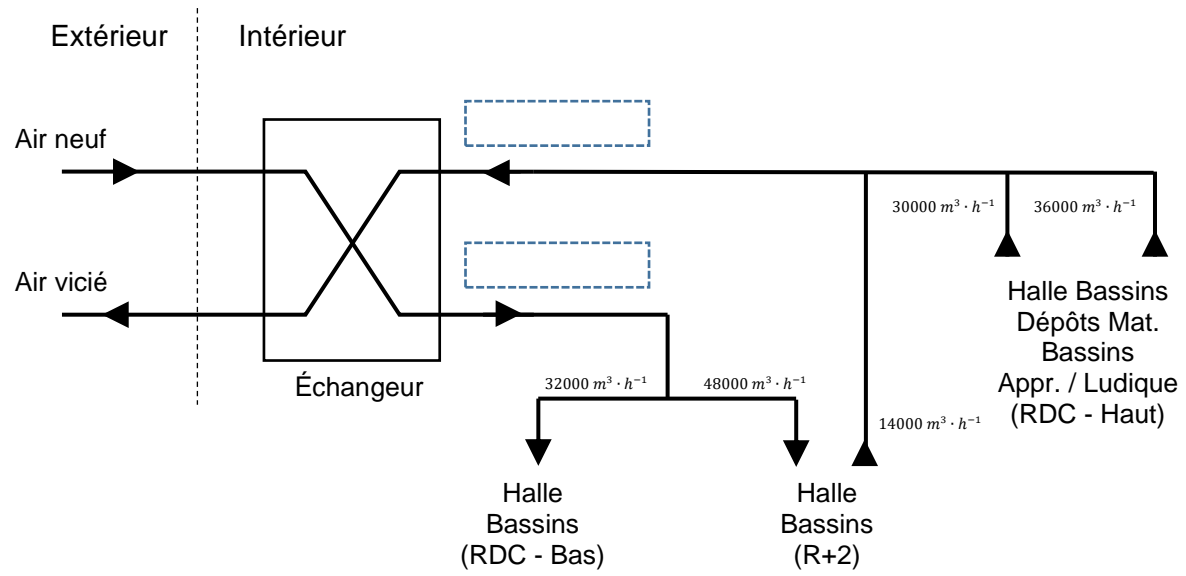 Extérieur
Intérieur
Air neuf
30000 m³ · h⁻¹
36000 m³ · h⁻¹
Air vicié
Halle Bassins
Dépôts Mat.
Bassins
Appr. / Ludique
(RDC - Haut)
Échangeur
32000 m³ · h⁻¹
48000 m³ · h⁻¹
14000 m³ · h⁻¹
Halle
Bassins
(RDC - Bas)
Halle
Bassins
(R+2)